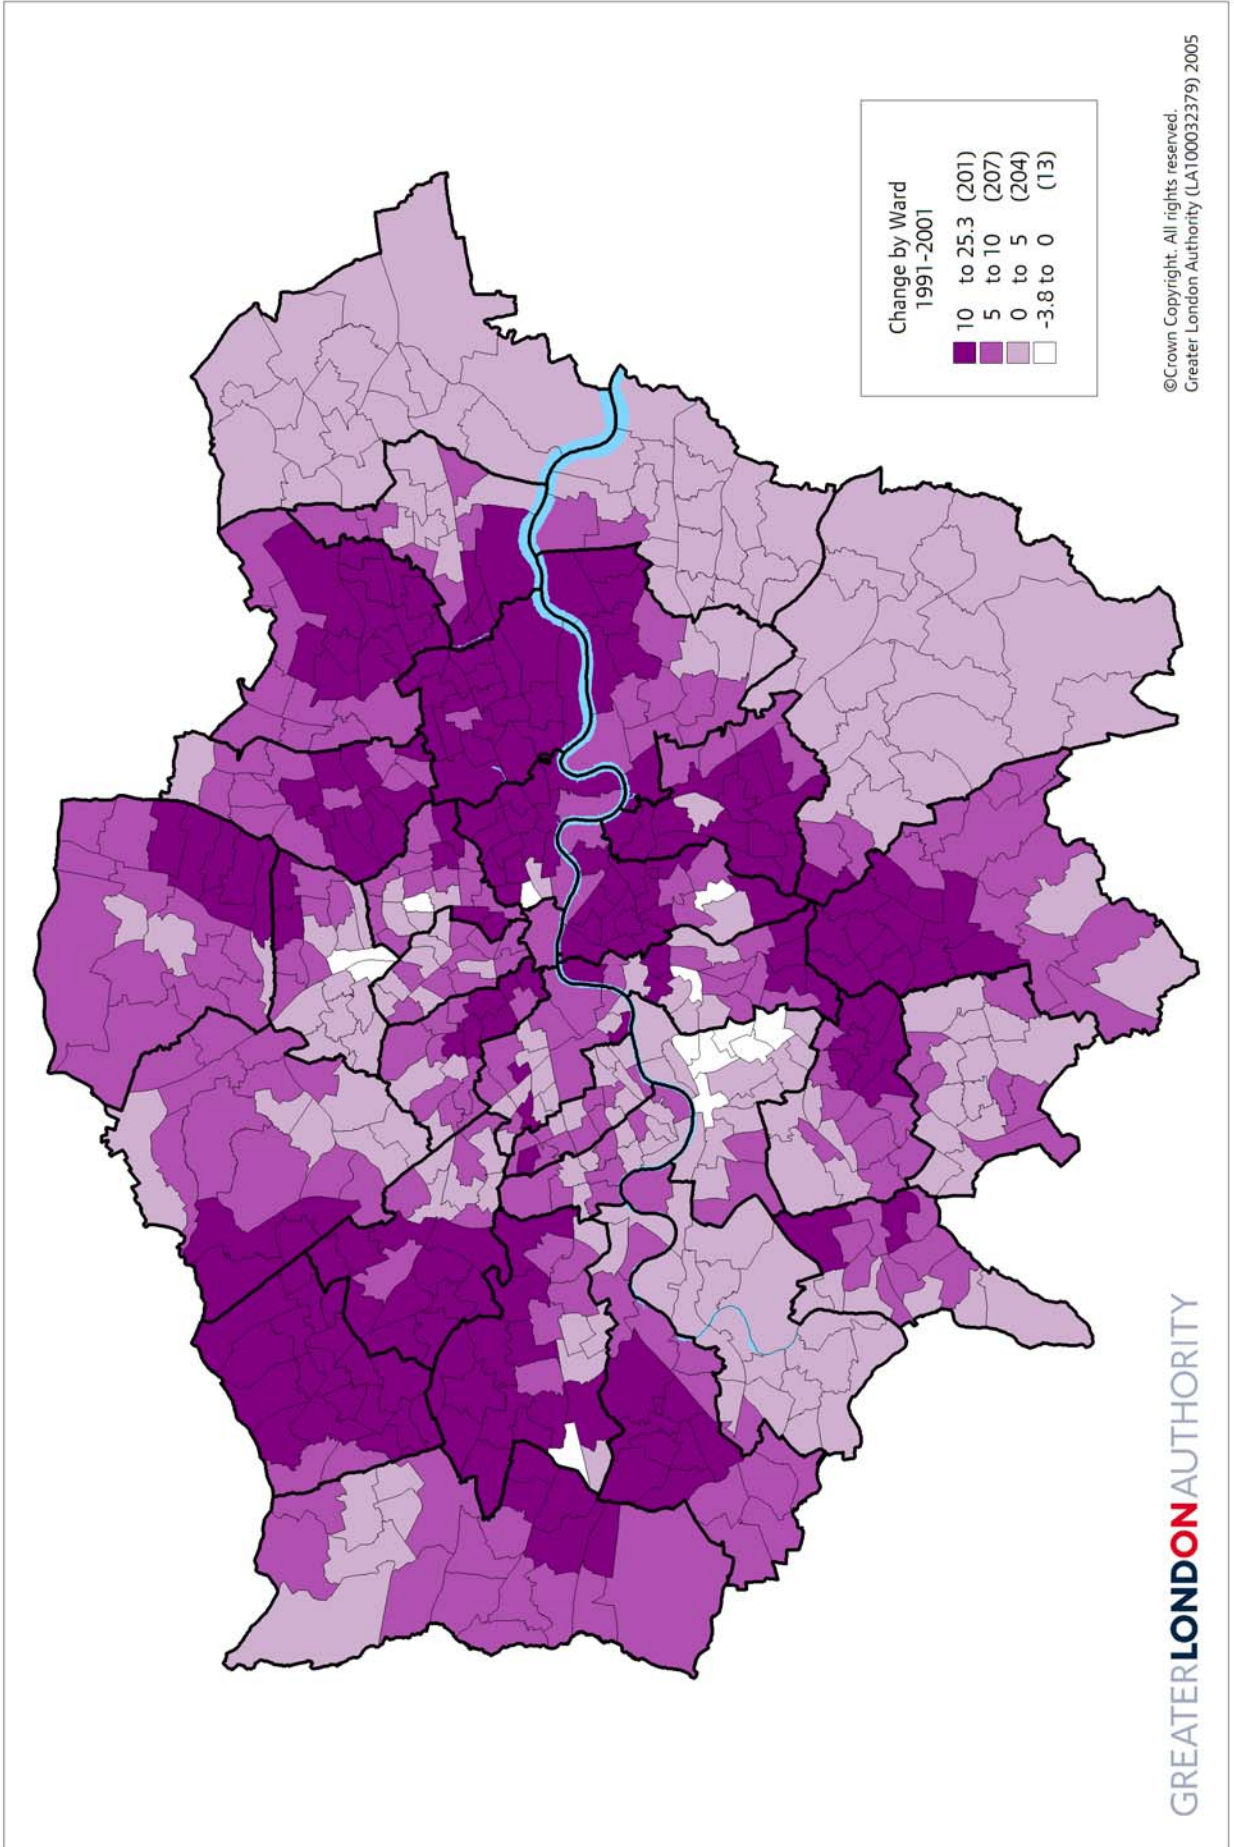 Change by Ward
1991-2001
10 to 25.3 (201)
5 to 10 (207)
0 to 5 (204)
-3.8 to 0 (13)
©Crown Copyright. All rights reserved.
Greater London Authority (LA100032379) 2005
GREATERLONDONAUTHORITY